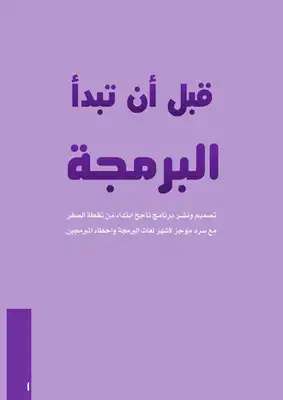 قبل أن تبدأ
البرمجة
تصميم ونشر برنامج ناجح ابتداء من نقطة الصفر
مع سرد موجز لأشهر لغات البرمجة وأخطاء المبرمجين
١